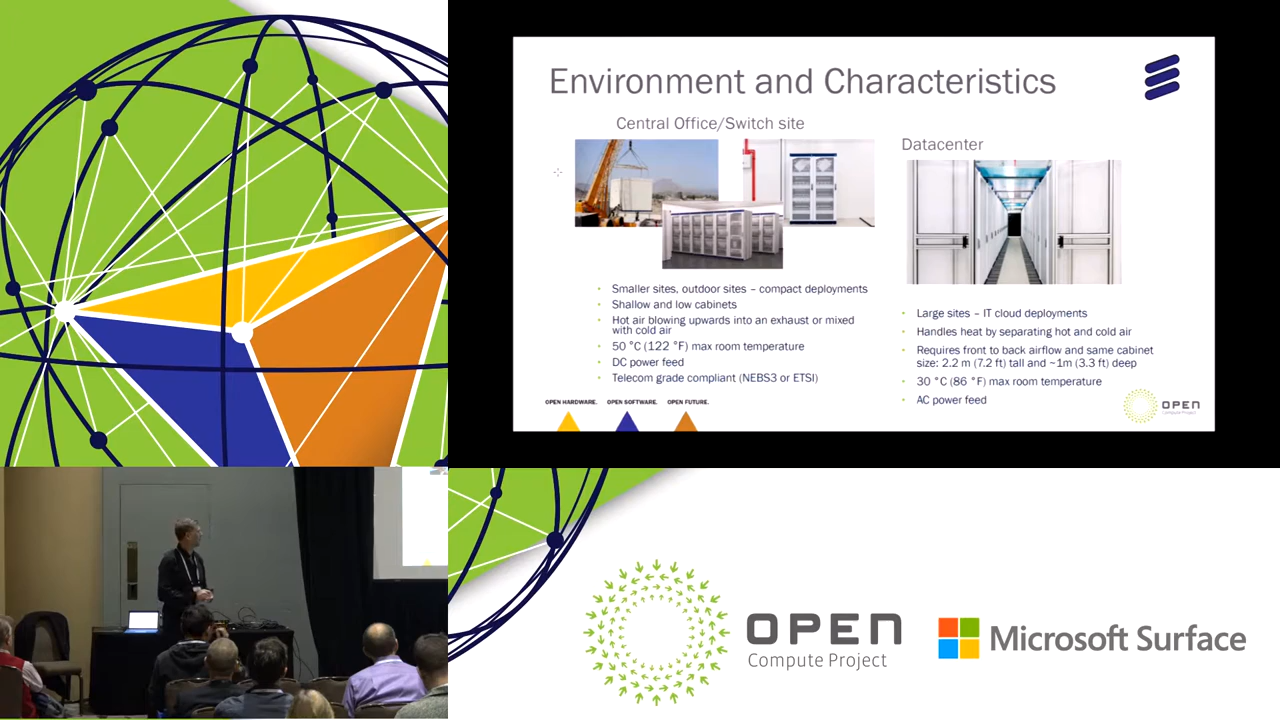 Environment and Characteristics
Central Office/Switch site
• Smaller sites, outdoor sites – compact deployments
• Shallow and low cabinets
• Hot air blowing upwards into an exhaust or mixed
with cold air
• 50 °C (122 °F) max room temperature
• DC power feed
• Telecom grade compliant (NEBS3 or ETSI)
Datacenter
• Large sites – IT cloud deployments
• Handles heat by separating hot and cold air
• Requires front to back airflow and same cabinet
size: 2.2 m (7.2 ft) tall and ~1m (3.3 ft) deep
• 30 °C (86 °F) max room temperature
• AC power feed
OPEN HARDWARE. OPEN SOFTWARE. OPEN FUTURE.
OPEN
Compute Project
OPEN
Compute Project
Microsoft Surface